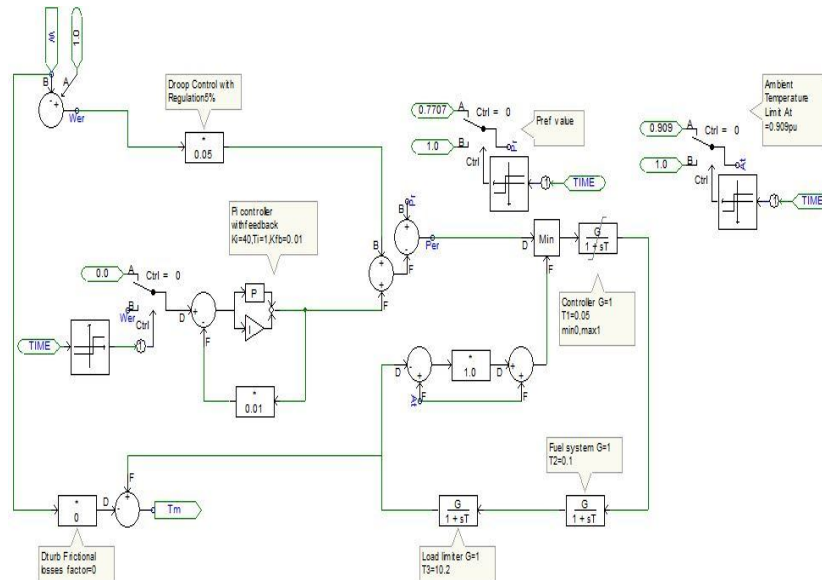 W
1.0
B
A
Wer
Droop Control with
Regulation5%
*
0.05
0.7707
A
Ctrl = 0
1.0
B
Ctrl
Pr
Pref value
TIME
0.909
A
Ctrl = 0
1.0
B
Ctrl
At
Ambient
Temperature
Limit At
=0.909pu
TIME
Pi controller
withfeedback
Ki=40,Ti=1,Kfb=0.01
0.0
A
Ctrl = 0
B
Wer
Ctrl
TIME
D
F
P
I
*
0.01
B
F
F
B
Pr
Per
D
Min
F
G
1 + sT
Controller G=1
T1=0.05
min0,max1
D
F
*
1.0
D
F
At
F
*
0
D
Tm
Dturb Frictional
losses factor=0
G
1 + sT
Load limiter G=1
T3=10.2
G
1 + sT
Fuel system G=1
T2=0.1